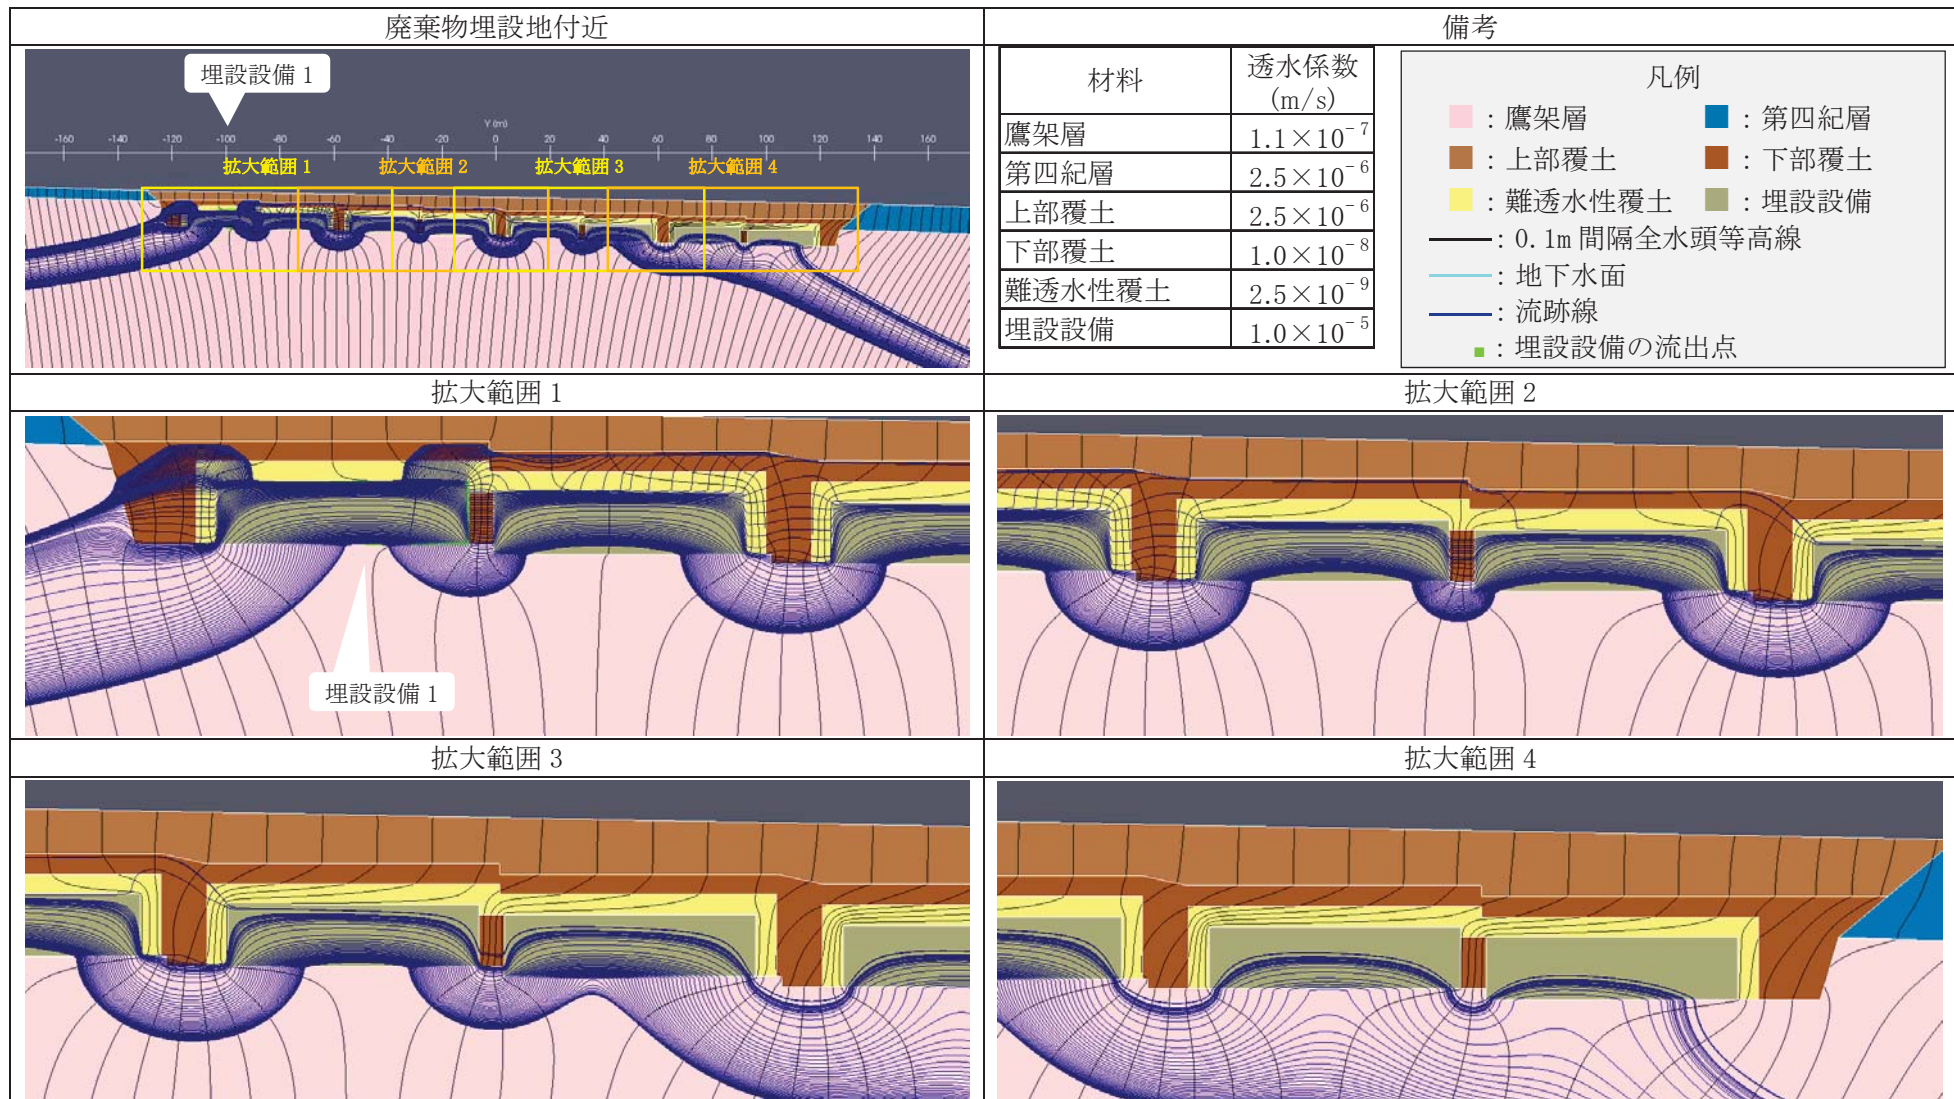 廃棄物埋設地付近
備考
埋設設備 1
Y (m)
-160 -140 -120 -100 -80 -60 -40 -20 0 20 40 60 80 100 120 140 160
拡大範囲 1 拡大範囲 2 拡大範囲 3 拡大範囲 4
材料 透水係数
(m/s)
鷹架層 1.1×10⁻⁷
第四紀層 2.5×10⁻⁶
上部覆土 2.5×10⁻⁶
下部覆土 1.0×10⁻⁸
難透水性覆土 2.5×10⁻⁹
埋設設備 1.0×10⁻⁵
凡例
：鷹架層 ：第四紀層
：上部覆土 ：下部覆土
：難透水性覆土 ：埋設設備
：0.1m 間隔全水頭等高線
：地下水面
：流跡線
：埋設設備の流出点
拡大範囲 1
拡大範囲 2
埋設設備 1
拡大範囲 3
拡大範囲 4